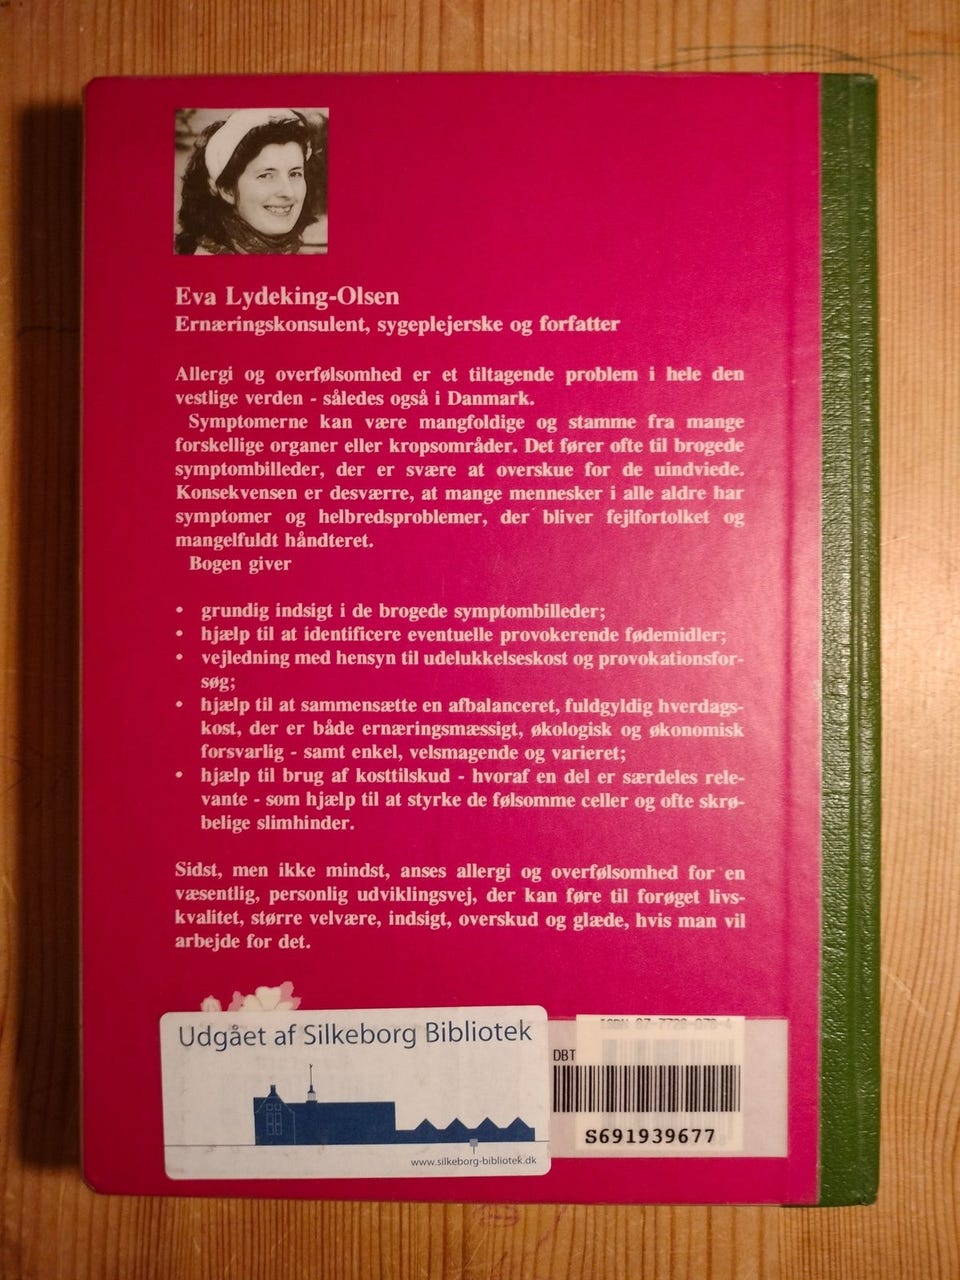 Eva Lydeking-Olsen
Ernæringskonsulent, sygeplejerske og forfatter
Allergi og overfølsomhed er et tiltagende problem i hele den
vestlige verden - således også i Danmark.
Symptomerne kan være mangfoldige og stamme fra mange
forskellige organer eller kropsområder. Det fører ofte til brogede
symptombilleder, der er svære at overskue for de uindviede.
Konsekvensen er desværre, at mange mennesker i alle aldre har
symptomer og helbredsproblemer, der bliver fejlfortolket og
mangelfuldt håndteret.
Bogen giver
• grundig indsigt i de brogede symptombilleder;
• hjælp til at identificere eventuelle provokerende fødemidler;
• vejledning med hensyn til udelukkelseskost og provokationsfor-
søg;
• hjælp til at sammensætte en afbalanceret, fuldgyldig hverdags-
kost, der er både ernæringsmæssigt, økologisk og økonomisk
forsvarlig - samt enkel, velsmagende og varieret;
• hjælp til brug af kosttilskud - hvoraf en del er særdeles rele-
vante - som hjælp til at styrke de følsomme celler og ofte skrø-
belige slimhinder.
Sidst, men ikke mindst, anses allergi og overfølsomhed for en
væsentlig, personlig udviklingsvej, der kan føre til forøget livs-
kvalitet, større velvære, indsigt, overskud og glæde, hvis man vil
arbejde for det.
Udgået af Silkeborg Bibliotek
www.silkeborg-bibliotek.dk
DBT
S691939677